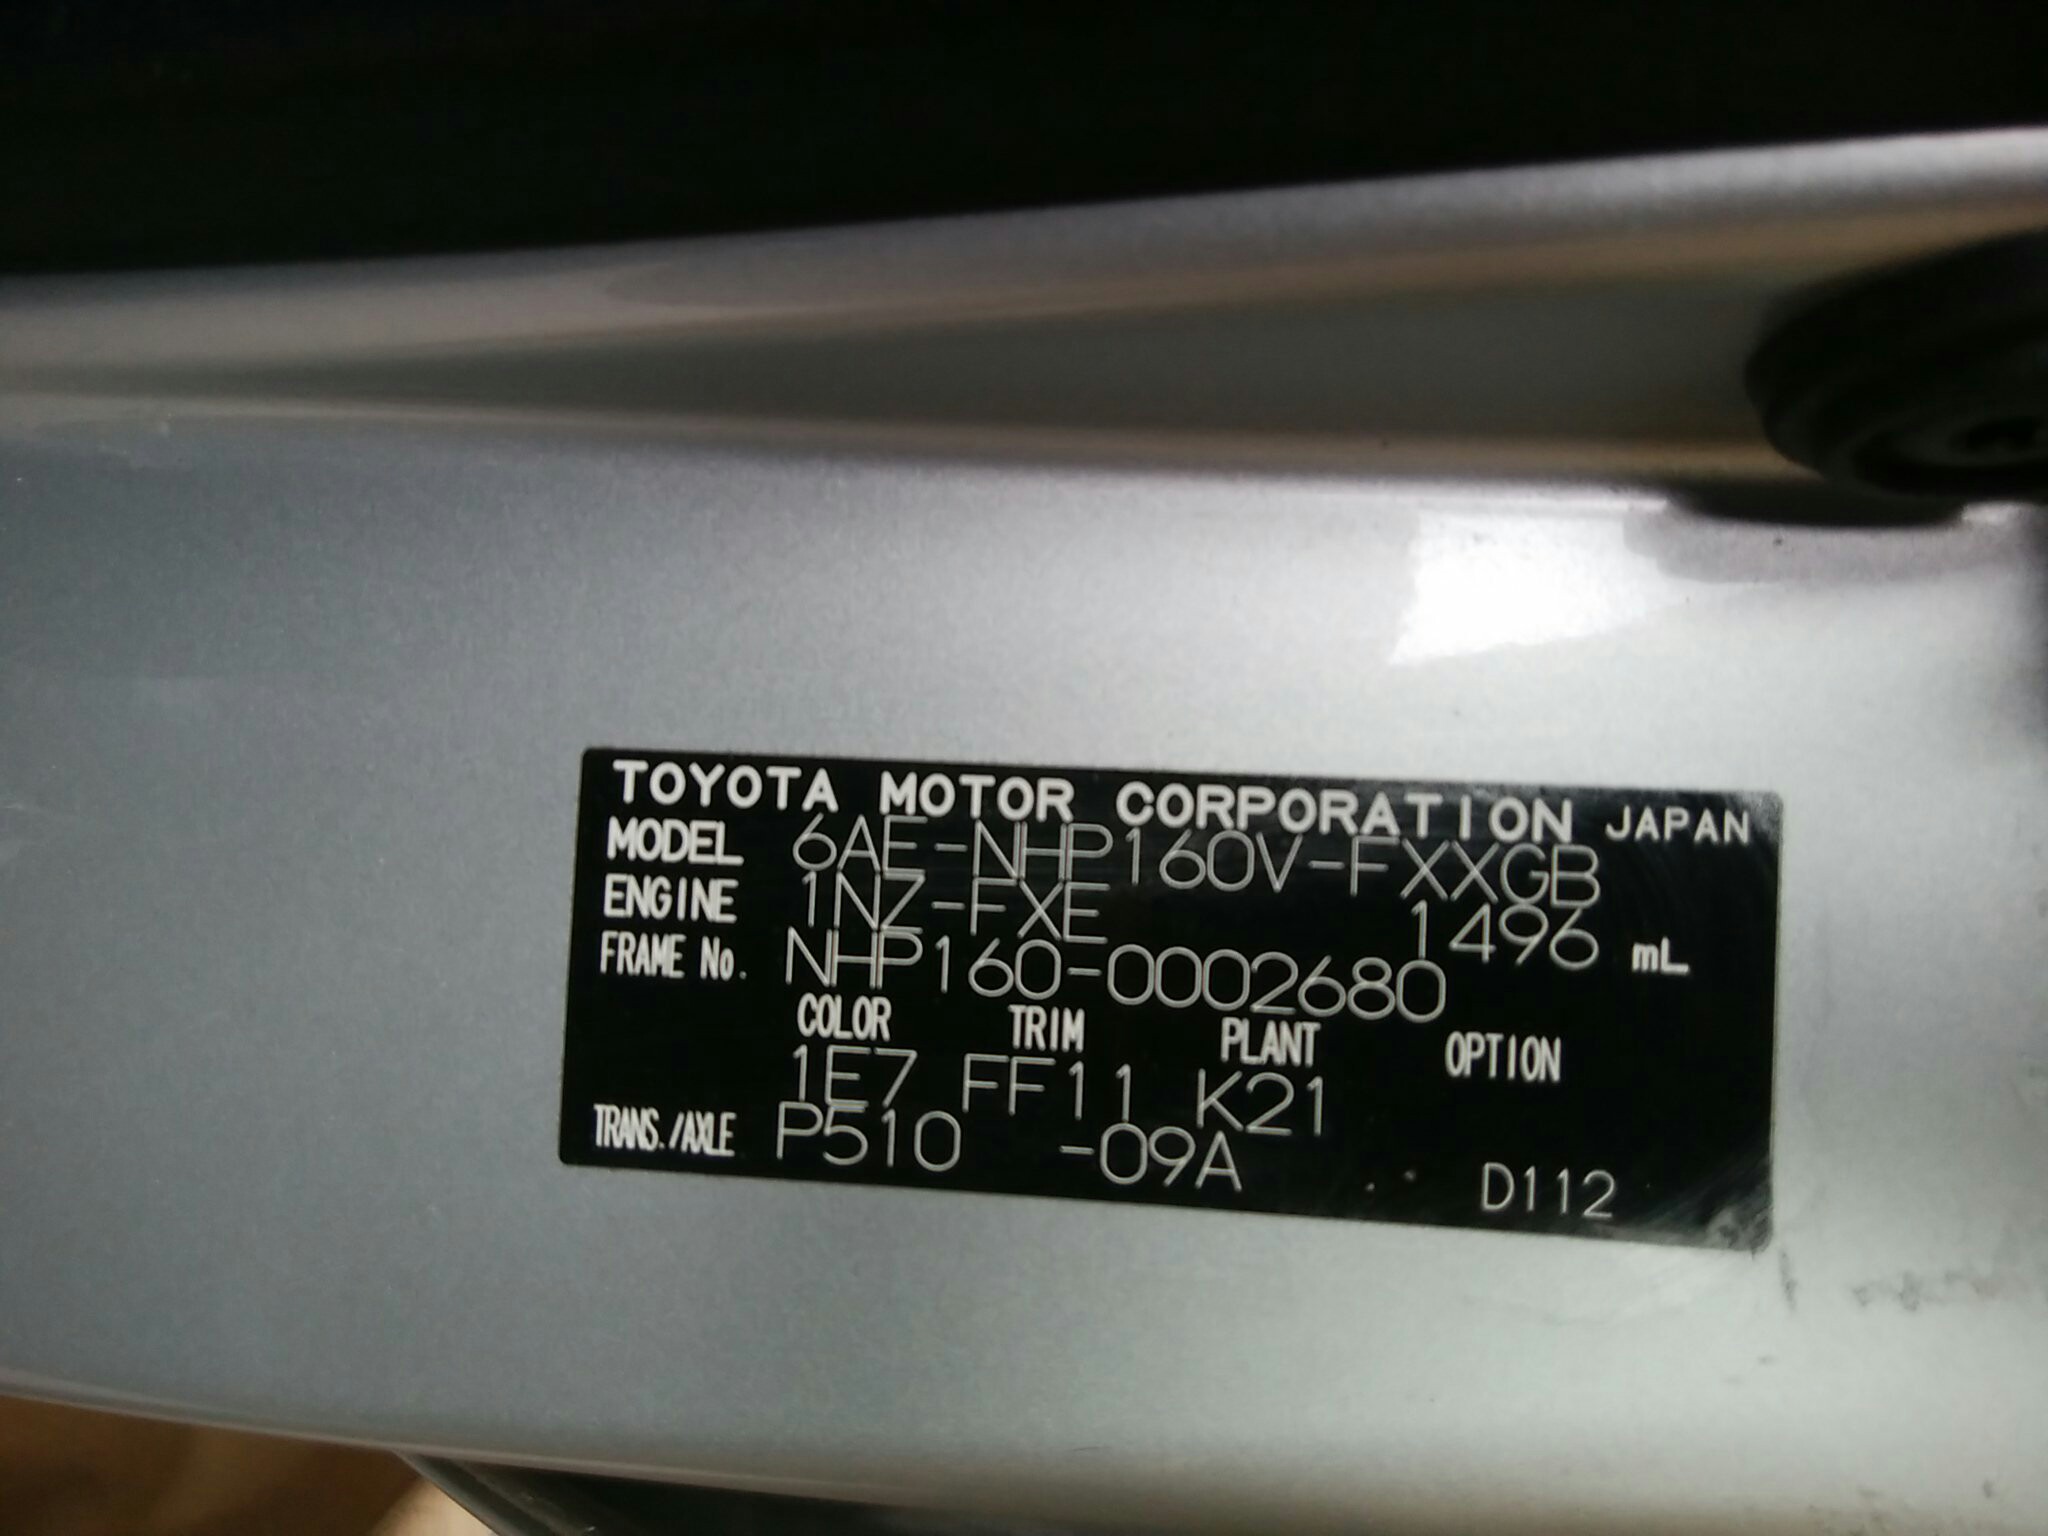 TOYOTA MOTOR CORPORATION JAPAN
MODEL 6AE-NHP160V-FXXGB
ENGINE 1NZ-FXE 1496 mL
FRAME No. NHP160-0002680
COLOR TRIM PLANT OPTION
1E7 FF11 K21
TRANS./AXLE P510 -09A D112